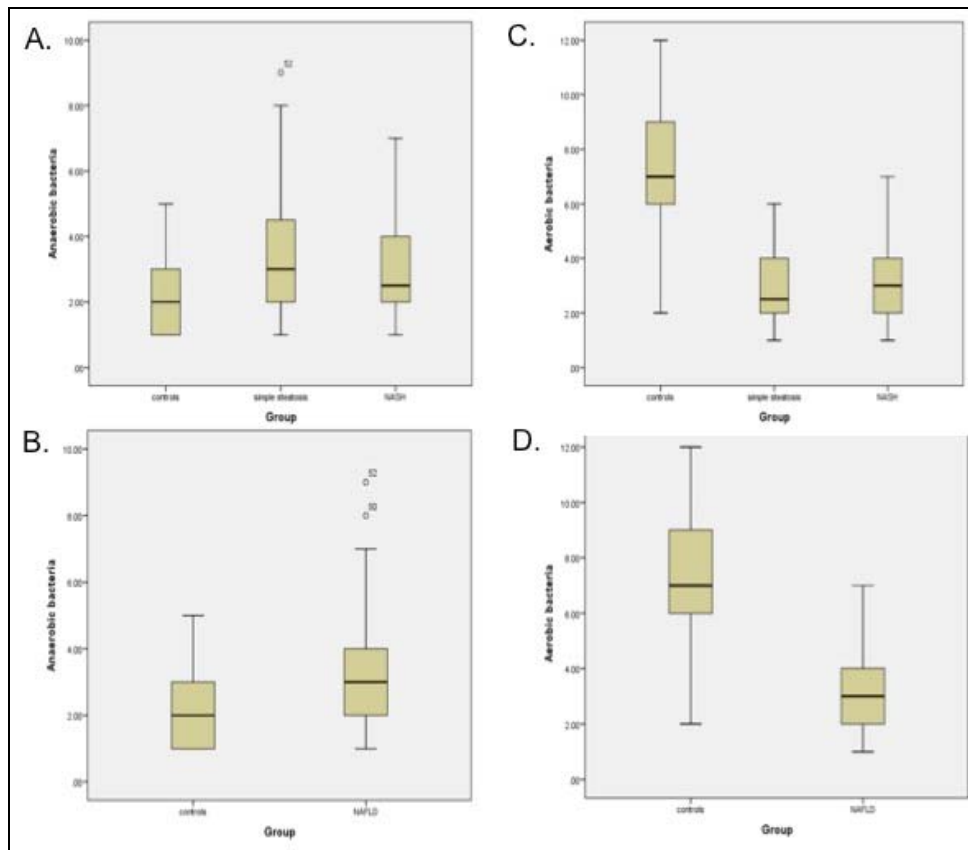 A.
10.00
8.00
6.00
4.00
2.00
.00
Anaerobic bacteria
controls
simple steatosis
NASH
Group
C.
12.00
10.00
8.00
6.00
4.00
2.00
.00
Aerobic bacteria
controls
simple steatosis
NASH
Group
B.
10.00
8.00
6.00
4.00
2.00
.00
Anaerobic bacteria
controls
NAFLD
Group
D.
12.00
10.00
8.00
6.00
4.00
2.00
.00
Aerobic bacteria
controls
NAFLD
Group